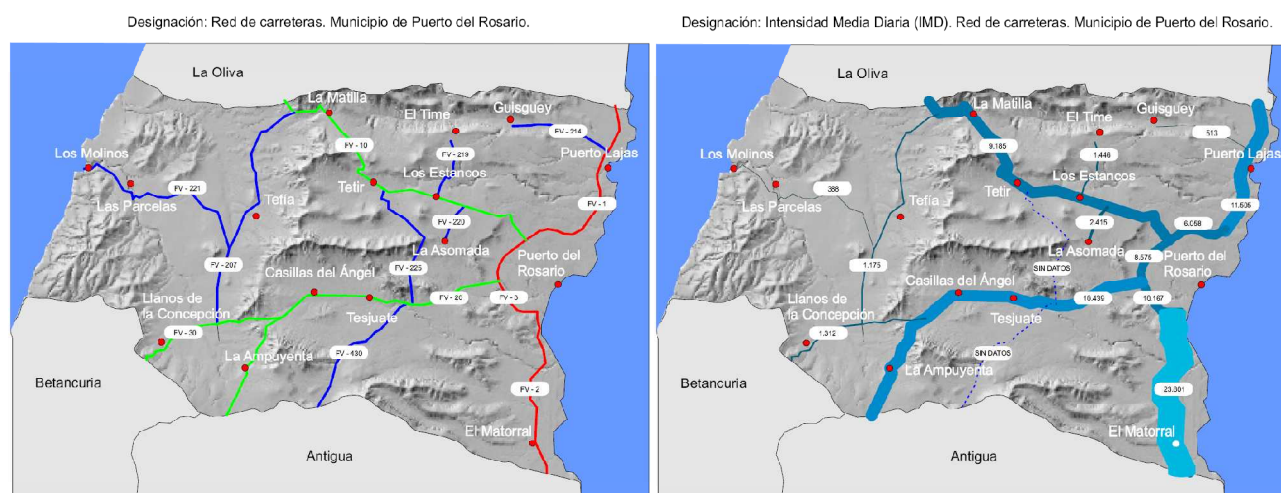 Designación: Red de carreteras. Municipio de Puerto del Rosario.
La Oliva
La Matilla
El Time
Guisguey
FV - 214
FV - 10
FV - 219
Los Molinos
Puerto Lajas
Los Estancos
FV - 221
Tetir
Las Parcelas
Tefía
FV - 1
FV - 220
La Asomada
Puerto del
Rosario
FV - 207
FV - 225
Casillas del Ángel
Llanos de
la Concepción
FV - 20
FV - 3
Tesjuate
FV - 30
La Ampuyenta
FV - 430
Betancuria
FV - 2
El Matorral
Antigua
Designación: Intensidad Media Diaria (IMD). Red de carreteras. Municipio de Puerto del Rosario.
La Oliva
La Matilla
El Time
Guisguey
513
9.185
1.446
Los Molinos
Puerto Lajas
Los Estancos
Tetir
Las Parcelas
Tefía
2.415
6.058
La Asomada
8.575
Puerto del
Rosario
1.175
SIN DATOS
Casillas del Ángel
Llanos de
la Concepción
10.167
Tesjuate
1.312
SIN DATOS
La Ampuyenta
Betancuria
El Matorral
Antigua